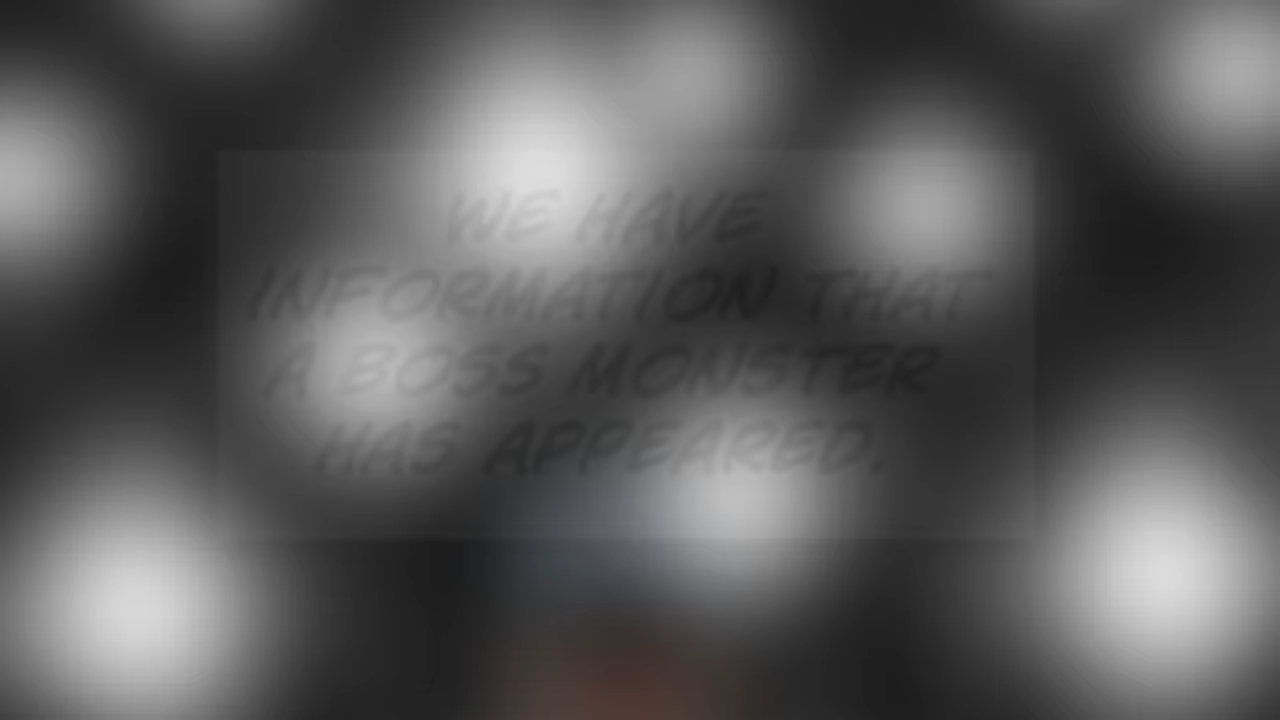 WE HAVE
INFORMATION THAT
A BOSS MONSTER
HAS APPEARED.